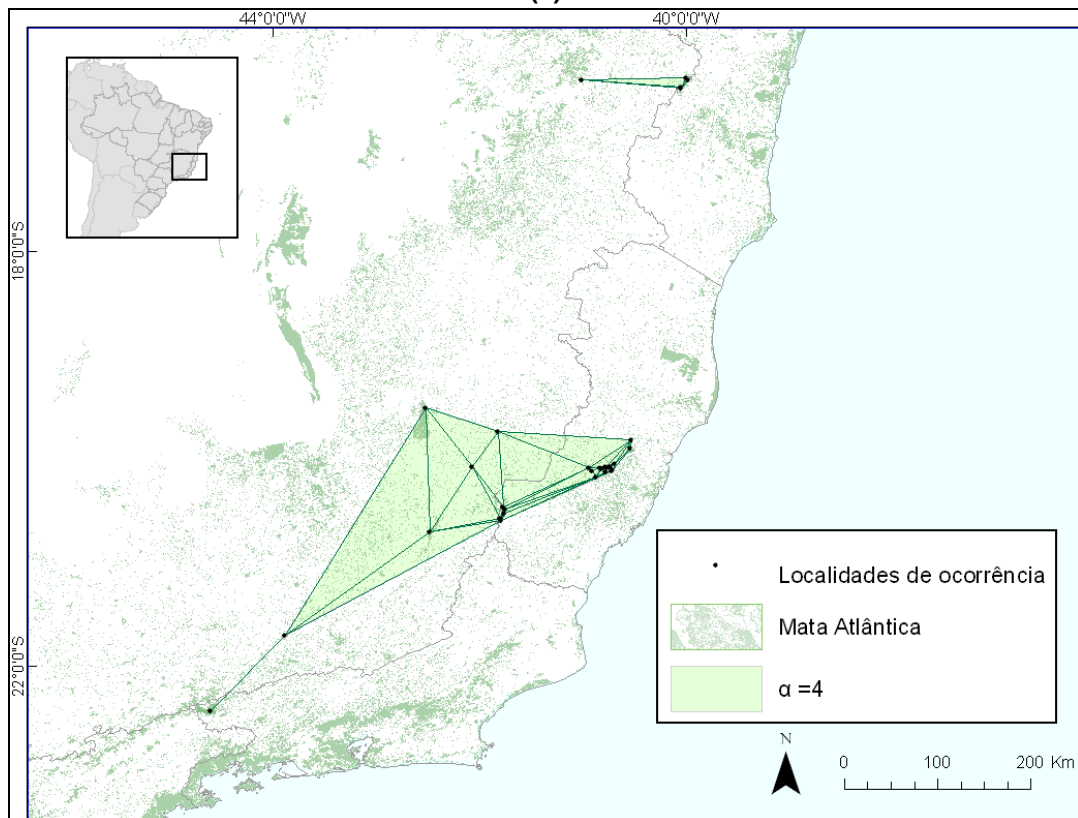 44°0'0"W
40°0'0"W
18°0'0"S
22°0'0"S
Localidades de ocorrência
Mata Atlântica
α =4
N
0 100 200 Km